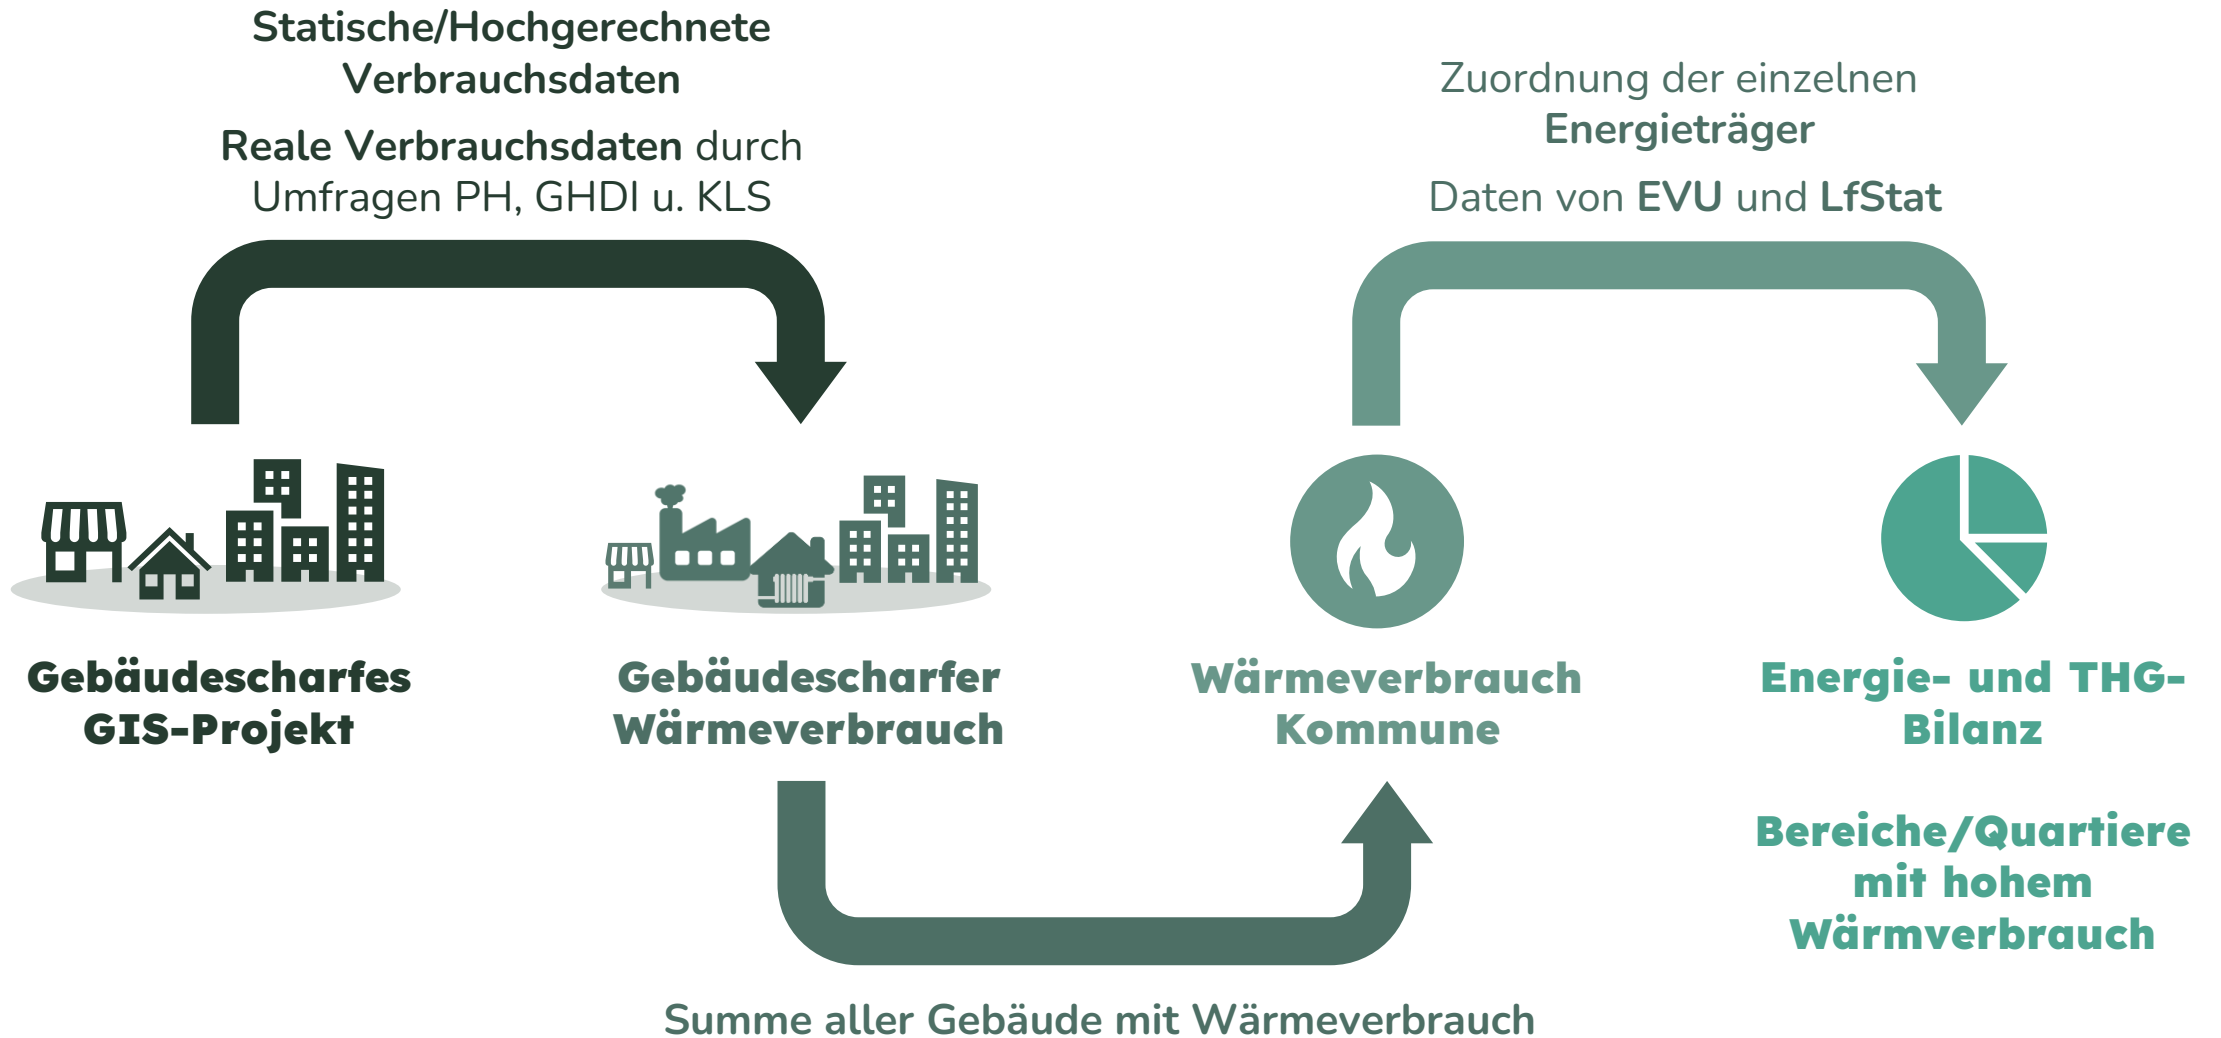 Statische/Hochgerechnete
Verbrauchsdaten
Reale Verbrauchsdaten durch
Umfragen PH, GHDI u. KLS
Zuordnung der einzelnen
Energieträger
Daten von EVU und LfStat
Gebäudescharfes
GIS-Projekt
Gebäudescharfer
Wärmeverbrauch
Wärmeverbrauch
Kommune
Energie- und THG-
Bilanz
Bereiche/Quartiere
mit hohem
Wärmverbrauch
Summe aller Gebäude mit Wärmeverbrauch